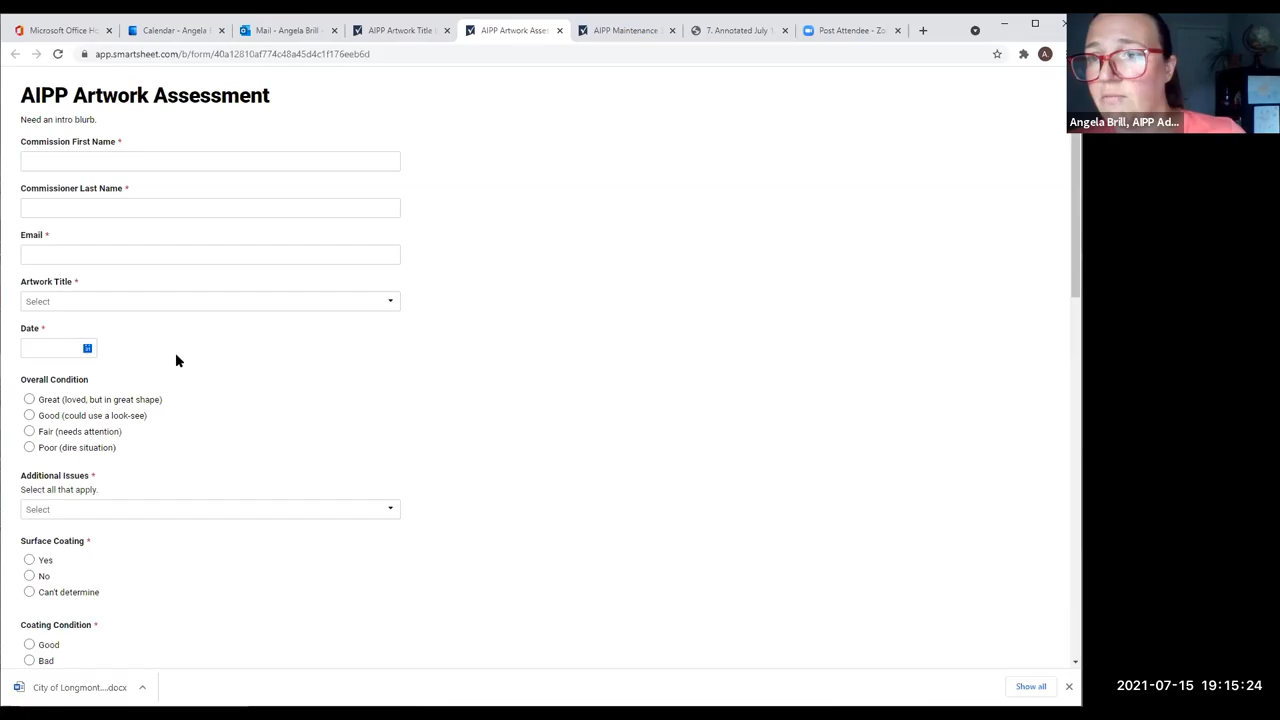 Microsoft Office Ho
Calendar - Angela B
Mail - Angela Brill -
AIPP Artwork Title I
AIPP Artwork Asses
AIPP Maintenance
7. Annotated July 1
Post Attendee - Zo
app.smartsheet.com/b/form/40a12810af774c48a45d4c1f176eeb6d
A
AIPP Artwork Assessment
Need an intro blurb.
Commission First Name *
Commissioner Last Name *
Email *
Artwork Title *
Select
Date *
Overall Condition
Great (loved, but in great shape)
Good (could use a look-see)
Fair (needs attention)
Poor (dire situation)
Additional Issues *
Select all that apply.
Select
Surface Coating *
Yes
No
Can't determine
Coating Condition *
Good
Bad
City of Longmont....docx
Show all
Angela Brill, AIPP Ad...
2021-07-15 19:15:24